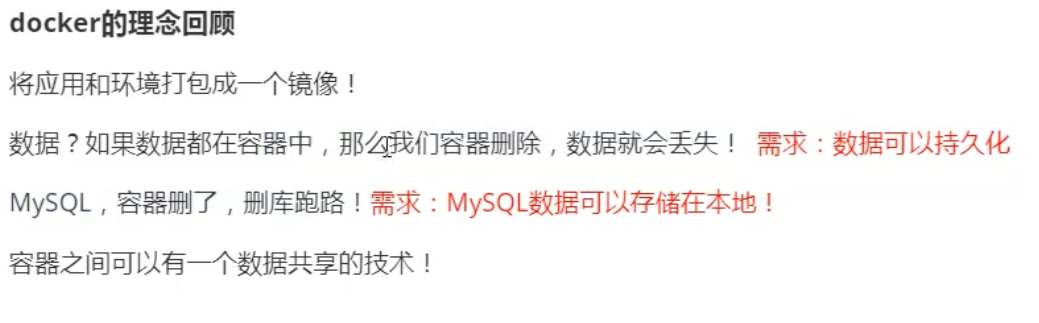 docker的理念回顾
将应用和环境打包成一个镜像！
数据？如果数据都在容器中，那么我们容器删除，数据就会丢失！ 需求：数据可以持久化
MySQL，容器删了，删库跑路！需求：MySQL数据可以存储在本地！
容器之间可以有一个数据共享的技术！